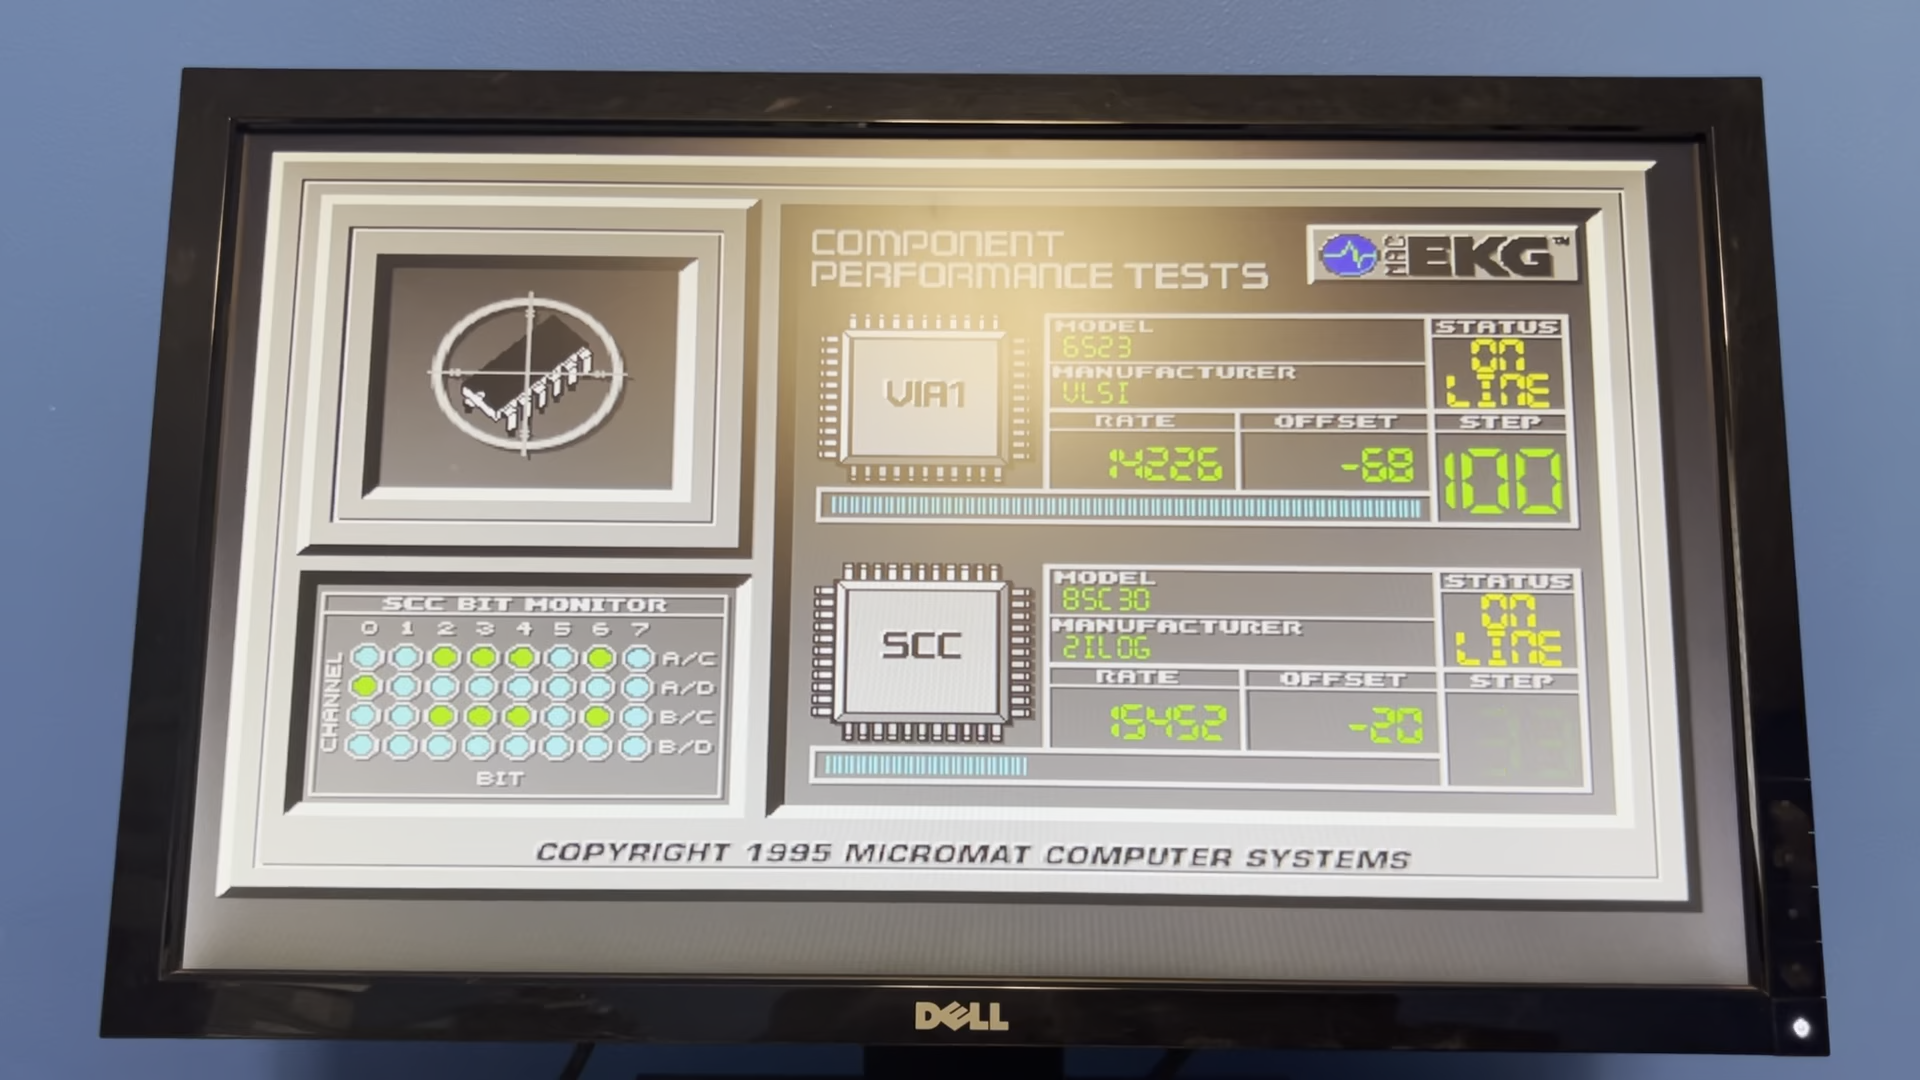 COMPONENT
PERFORMANCE TESTS
MAC EKG™
VIA1
MODEL
6523
MANUFACTURER
VLSI
RATE
14226
OFFSET
-68
STATUS
ON
LINE
STEP
100
SCC BIT MONITOR
0 1 2 3 4 5 6 7
CHANNEL
A/C
A/D
B/C
B/D
BIT
SCC
MODEL
8SC30
MANUFACTURER
ZILOG
RATE
15452
OFFSET
-20
STATUS
ON
LINE
STEP
COPYRIGHT 1995 MICROMAT COMPUTER SYSTEMS
DELL